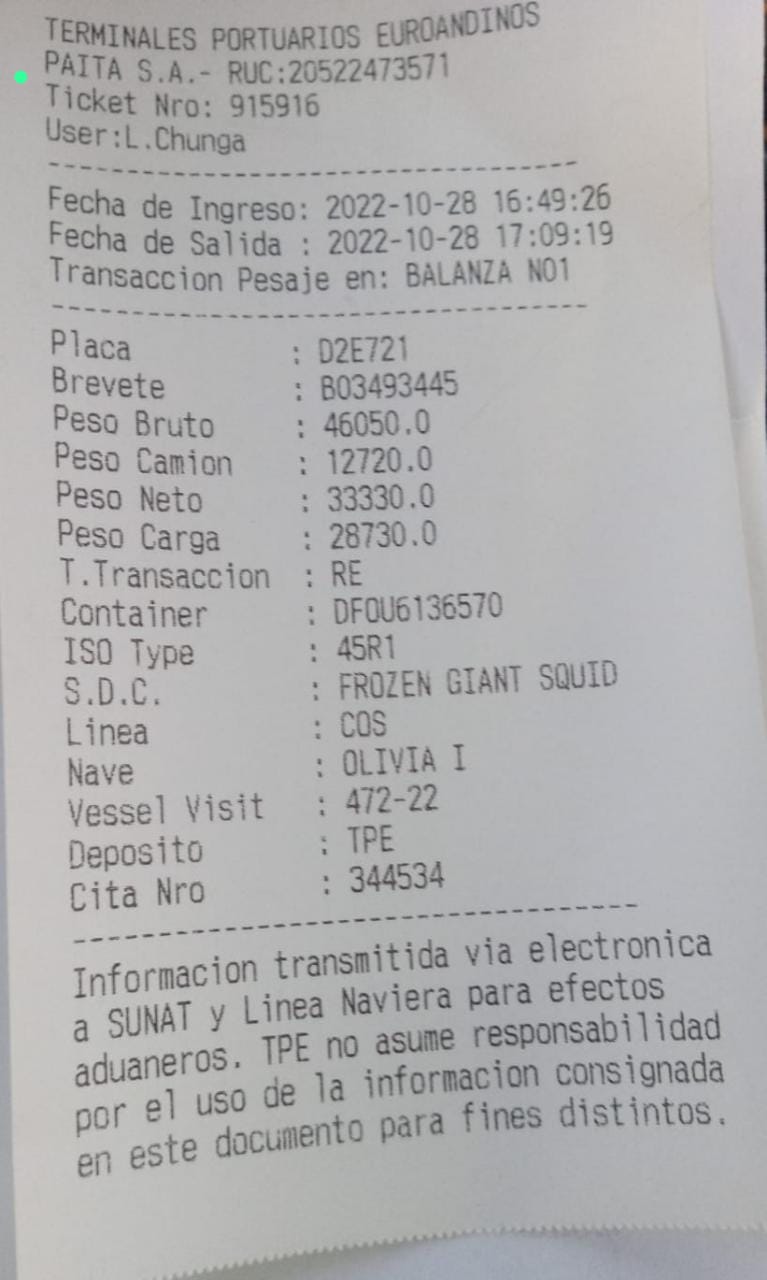 TERMINALES PORTUARIOS EUROANDINOS
PAITA S.A.- RUC:20522473571
Ticket Nro: 915916
User:L.Chunga
--------------------------------
Fecha de Ingreso: 2022-10-28 16:49:26
Fecha de Salida : 2022-10-28 17:09:19
Transaccion Pesaje en: BALANZA NO1
--------------------------------
Placa : D2E721
Brevete : B03493445
Peso Bruto : 46050.0
Peso Camion : 12720.0
Peso Neto : 33330.0
Peso Carga : 28730.0
T.Transaccion : RE
Container : DFOU6136570
ISO Type : 45R1
S.D.C. : FROZEN GIANT SQUID
Linea : COS
Nave : OLIVIA I
Vessel Visit : 472-22
Deposito : TPE
Cita Nro : 344534
--------------------------------
Informacion transmitida via electronica
a SUNAT y Linea Naviera para efectos
aduaneros. TPE no asume responsabilidad
por el uso de la informacion consignada
en este documento para fines distintos.